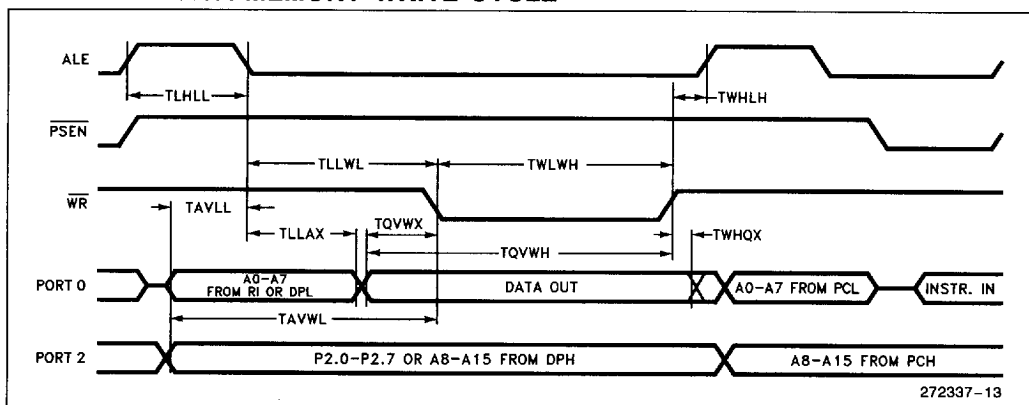 ALE
TLHLL
TWHLH
PSEN
TLLWL
TWLWH
WR
TAVLL
TQVWX
TLLAX
TWHQX
TQVWH
PORT 0
A0-A7
FROM RI OR DPL
DATA OUT
A0-A7 FROM PCL
INSTR. IN
TAVWL
PORT 2
P2.0-P2.7 OR A8-A15 FROM DPH
A8-A15 FROM PCH
272337-13